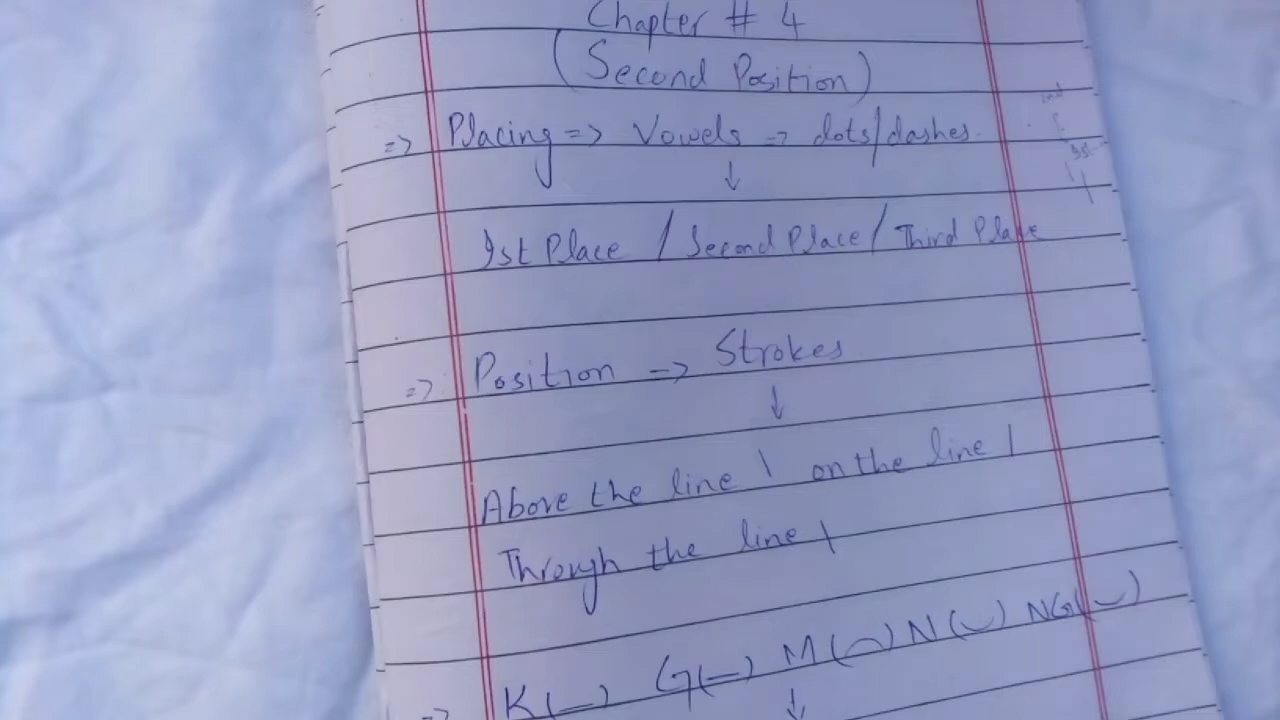 Chapter # 4
(Second Position)
=> Placing => Vowels => dots/dashes.
↓
1st Place / Second Place / Third Place
=> Position => Strokes
↓
Above the line \ on the line |
Through the line \
=> K(—) G(—) M(⌒) N(‿) NG(‿)
↓